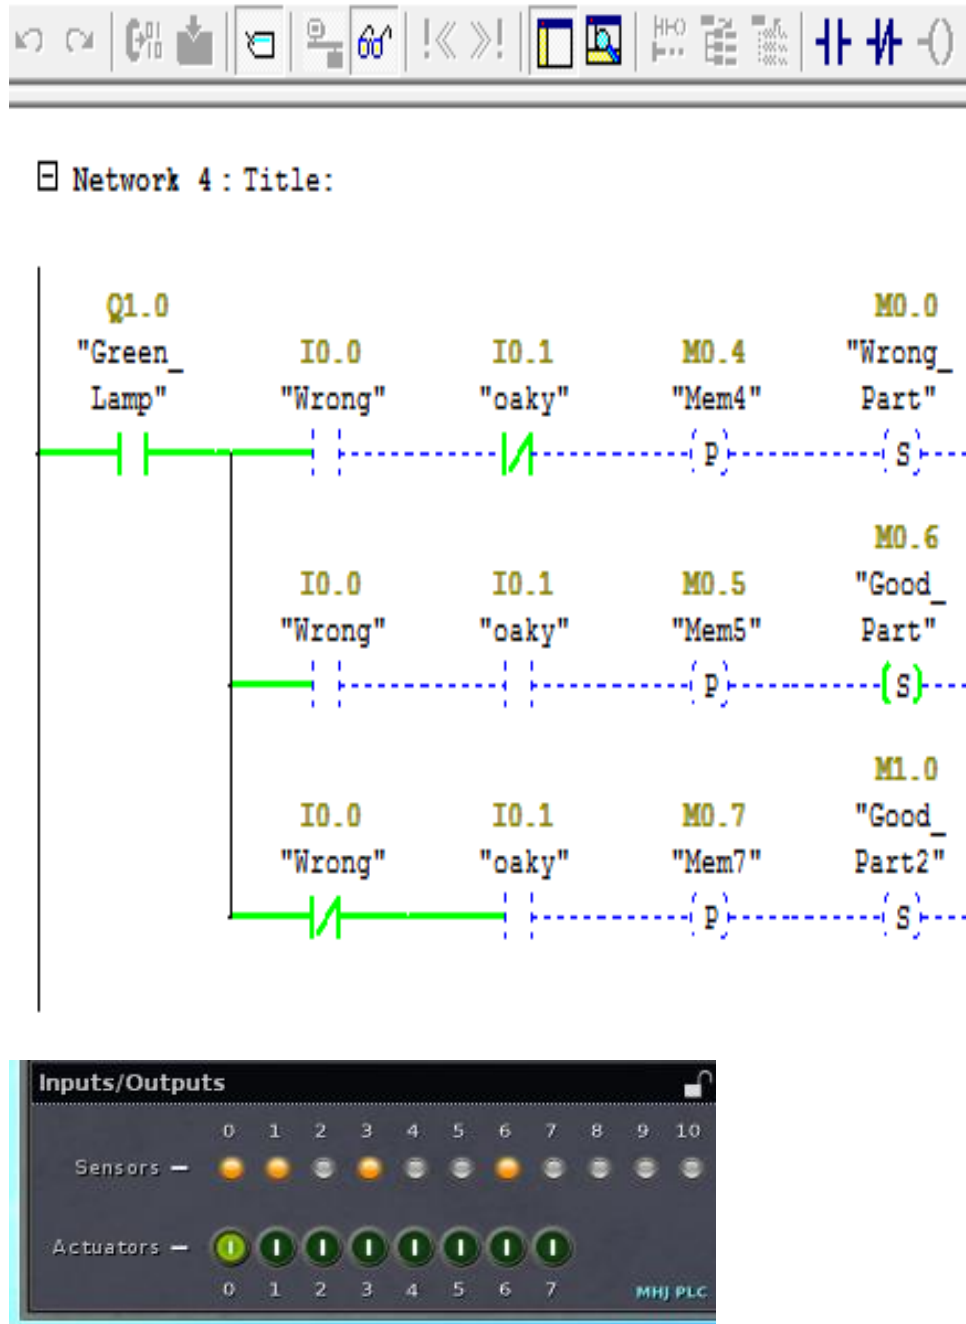 Network 4 : Title:
Q1.0
"Green_
Lamp"
I0.0
"Wrong"
I0.1
"oaky"
M0.4
"Mem4"
M0.0
"Wrong_
Part"
P
S
I0.0
"Wrong"
I0.1
"oaky"
M0.5
"Mem5"
M0.6
"Good_
Part"
P
S
I0.0
"Wrong"
I0.1
"oaky"
M0.7
"Mem7"
M1.0
"Good_
Part2"
P
S
Inputs/Outputs
0 1 2 3 4 5 6 7 8 9 10
Sensors
Actuators
0 1 2 3 4 5 6 7
MHJ PLC